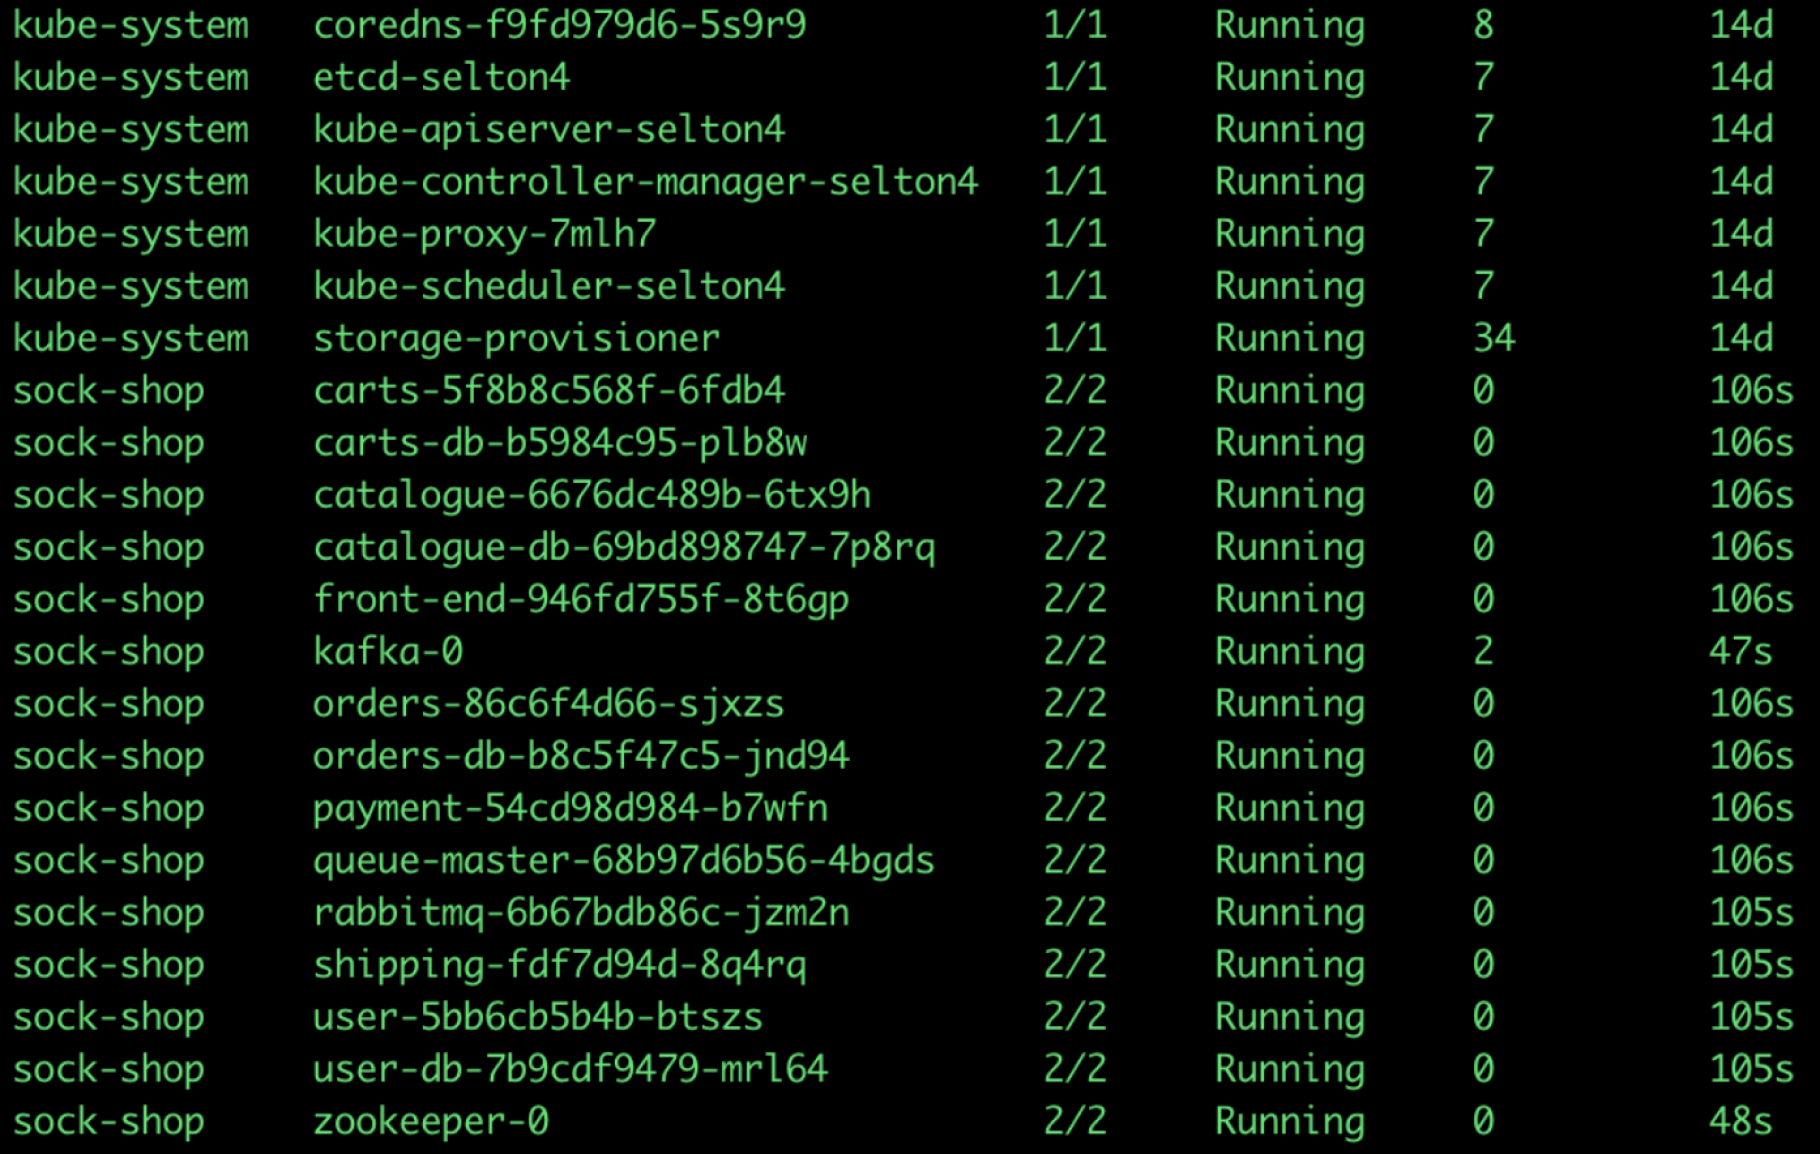 kube-system   coredns-f9fd979d6-5s9r9           1/1     Running     8          14d
kube-system   etcd-selton4                      1/1     Running     7          14d
kube-system   kube-apiserver-selton4            1/1     Running     7          14d
kube-system   kube-controller-manager-selton4   1/1     Running     7          14d
kube-system   kube-proxy-7mlh7                  1/1     Running     7          14d
kube-system   kube-scheduler-selton4            1/1     Running     7          14d
kube-system   storage-provisioner               1/1     Running     34         14d
sock-shop     carts-5f8b8c568f-6fdb4            2/2     Running     0          106s
sock-shop     carts-db-b5984c95-plb8w           2/2     Running     0          106s
sock-shop     catalogue-6676dc489b-6tx9h        2/2     Running     0          106s
sock-shop     catalogue-db-69bd898747-7p8rq     2/2     Running     0          106s
sock-shop     front-end-946fd755f-8t6gp         2/2     Running     0          106s
sock-shop     kafka-0                           2/2     Running     2          47s
sock-shop     orders-86c6f4d66-sjxzs            2/2     Running     0          106s
sock-shop     orders-db-b8c5f47c5-jnd94         2/2     Running     0          106s
sock-shop     payment-54cd98d984-b7wfn          2/2     Running     0          106s
sock-shop     queue-master-68b97d6b56-4bgds     2/2     Running     0          106s
sock-shop     rabbitmq-6b67bdb86c-jzm2n         2/2     Running     0          105s
sock-shop     shipping-fdf7d94d-8q4rq           2/2     Running     0          105s
sock-shop     user-5bb6cb5b4b-btszs             2/2     Running     0          105s
sock-shop     user-db-7b9cdf9479-mrl64          2/2     Running     0          105s
sock-shop     zookeeper-0                       2/2     Running     0          48s